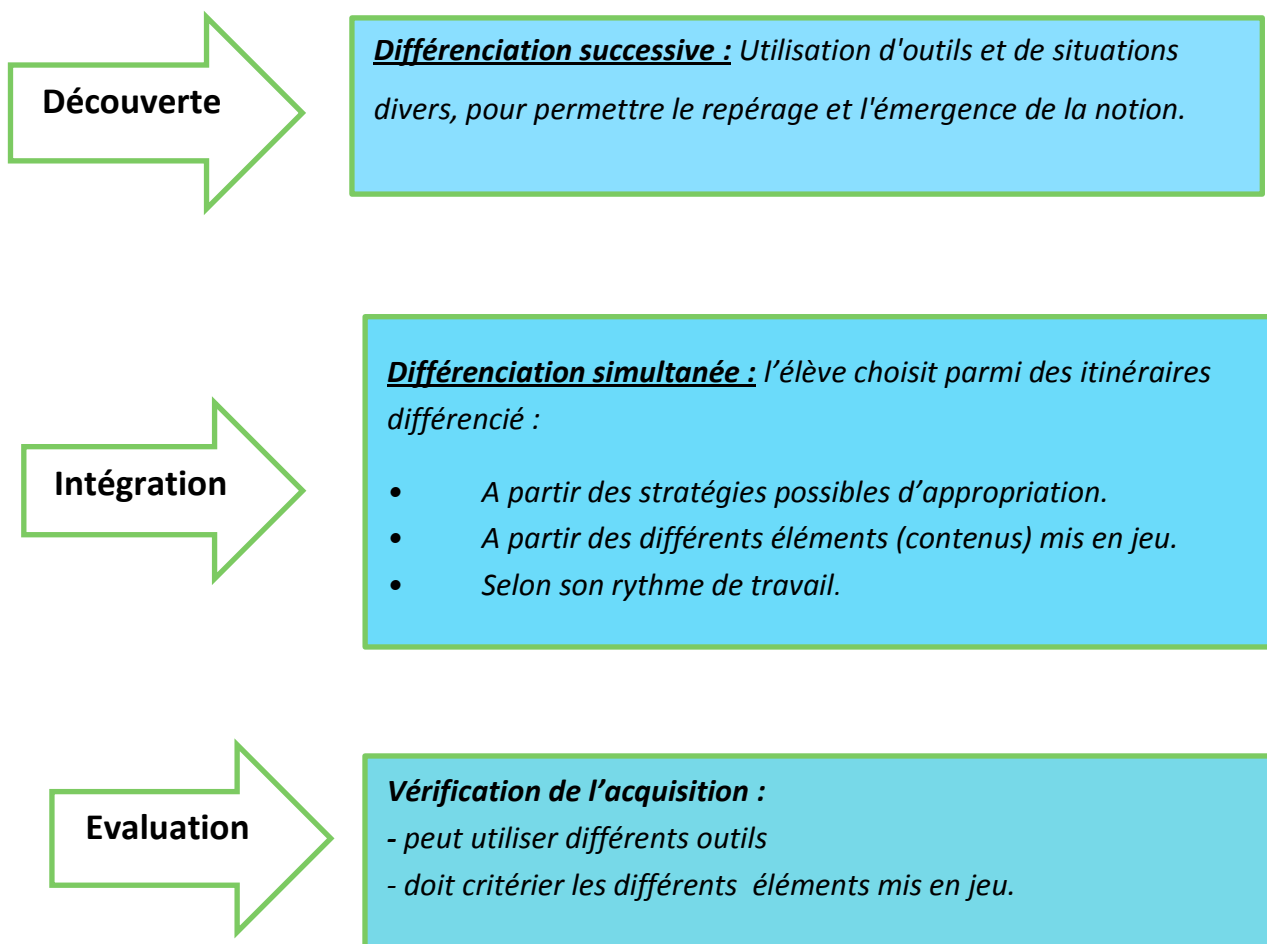 Découverte
Différenciation successive : Utilisation d'outils et de situations
divers, pour permettre le repérage et l'émergence de la notion.
Intégration
Différenciation simultanée : l’élève choisit parmi des itinéraires
différencié :
• A partir des stratégies possibles d’appropriation.
• A partir des différents éléments (contenus) mis en jeu.
• Selon son rythme de travail.
Evaluation
Vérification de l’acquisition :
- peut utiliser différents outils
- doit critérier les différents éléments mis en jeu.